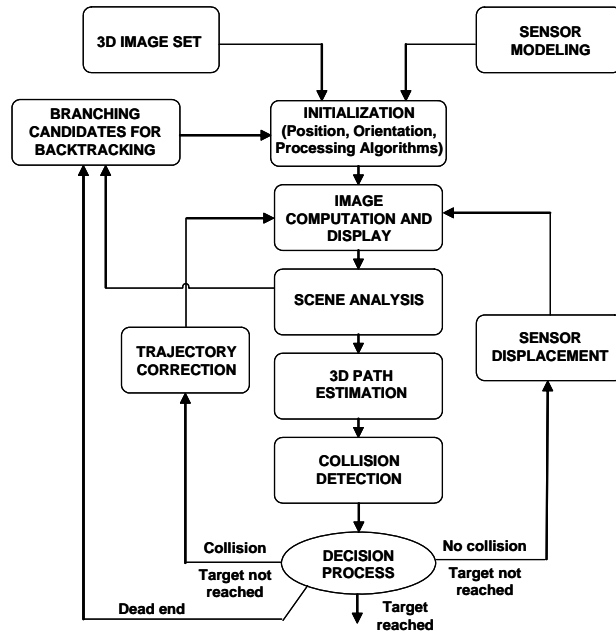 3D IMAGE SET
SENSOR
MODELING
BRANCHING
CANDIDATES FOR
BACKTRACKING
INITIALIZATION
(Position, Orientation,
Processing Algorithms)
IMAGE
COMPUTATION AND
DISPLAY
SCENE ANALYSIS
TRAJECTORY
CORRECTION
SENSOR
DISPLACEMENT
3D PATH
ESTIMATION
COLLISION
DETECTION
DECISION
PROCESS
Collision
Target not
reached
No collision
Target not
reached
Dead end
Target
reached